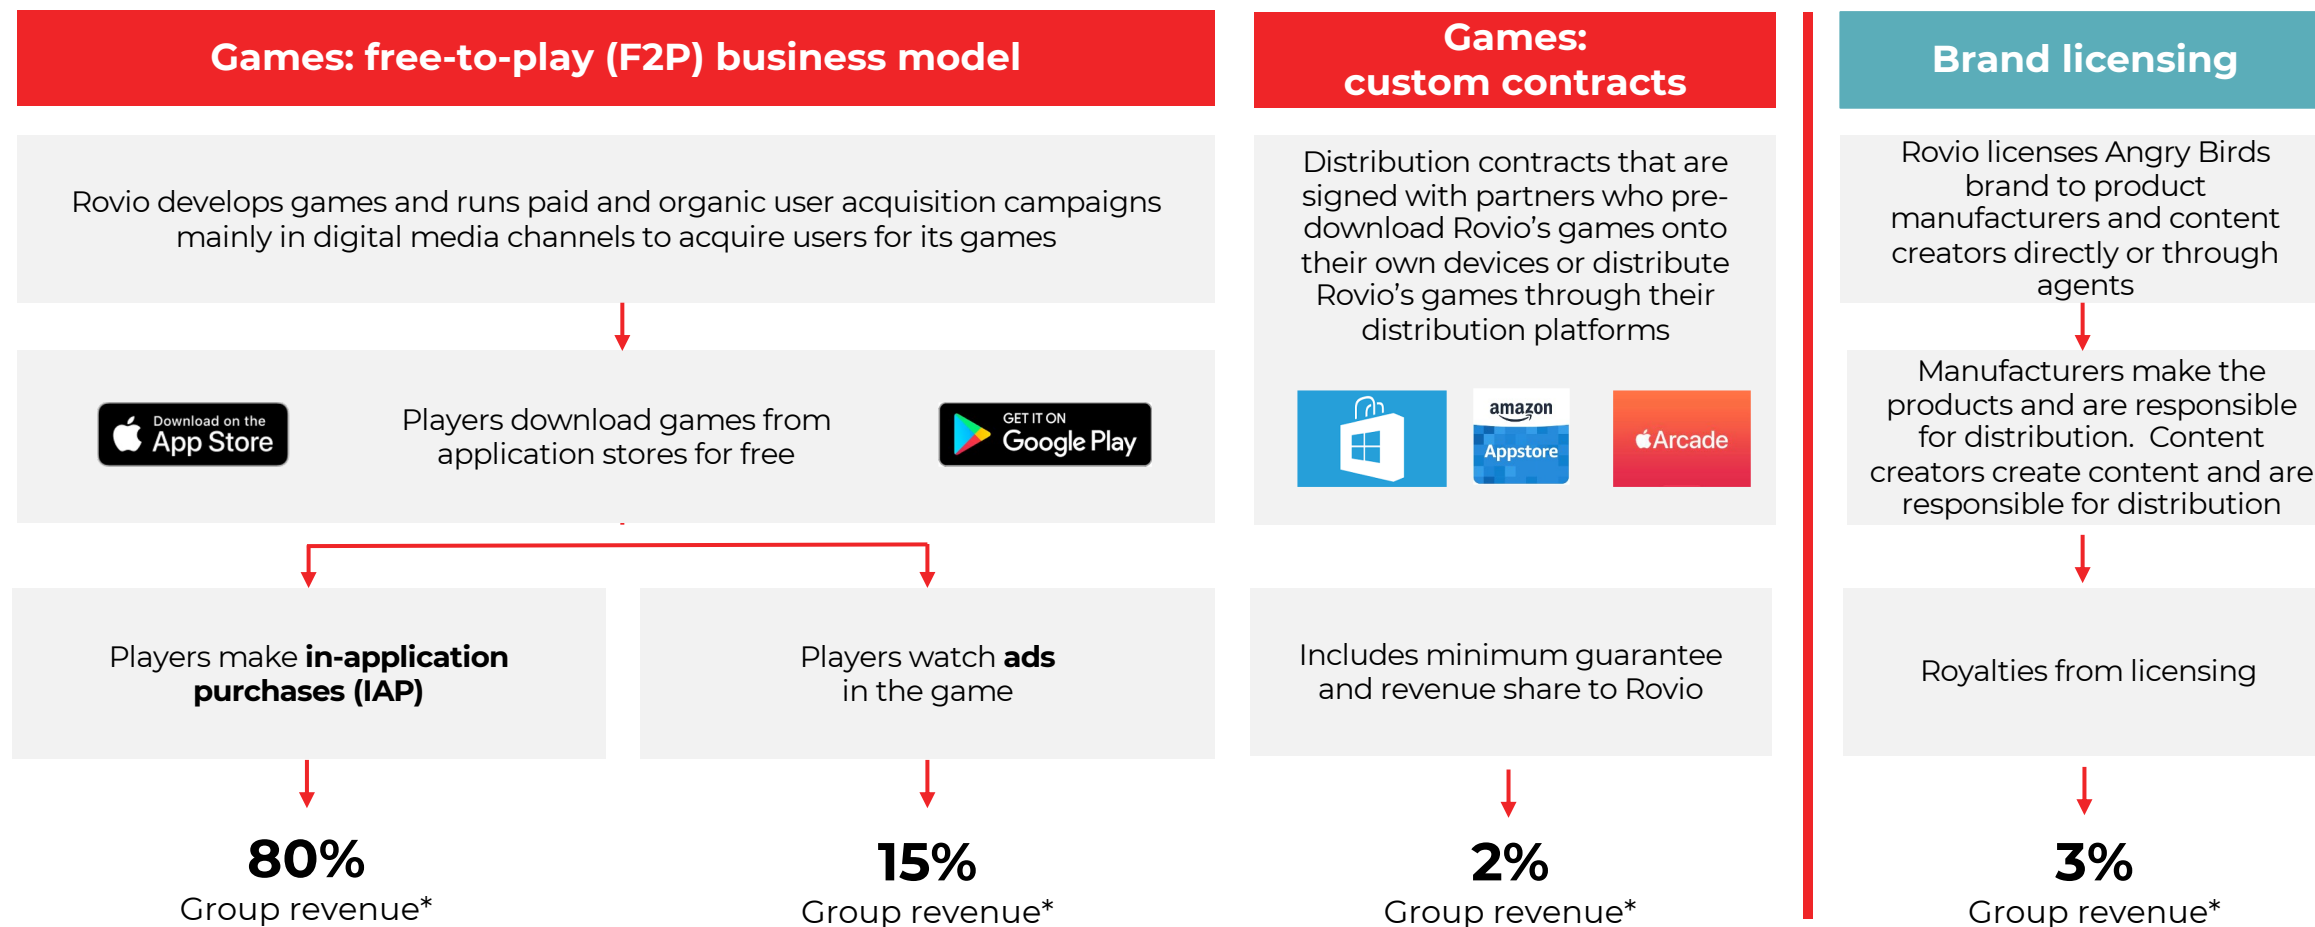 Games: free-to-play (F2P) business model
Rovio develops games and runs paid and organic user acquisition campaigns
mainly in digital media channels to acquire users for its games
Download on the
App Store
Players download games from
application stores for free
GET IT ON
Google Play
Players make in-application
purchases (IAP)
80%
Group revenue*
Players watch ads
in the game
15%
Group revenue*
Games:
custom contracts
Distribution contracts that are
signed with partners who pre-
download Rovio's games onto
their own devices or distribute
Rovio's games through their
distribution platforms
amazon
Appstore
Arcade
Includes minimum guarantee
and revenue share to Rovio
2%
Group revenue*
Brand licensing
Rovio licenses Angry Birds
brand to product
manufacturers and content
creators directly or through
agents
Manufacturers make the
products and are responsible
for distribution. Content
creators create content and are
responsible for distribution
Royalties from licensing
3%
Group revenue*